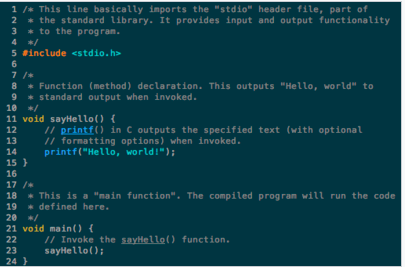 1 /* This line basically imports the "stdio" header file, part of
2  * the standard library. It provides input and output functionality
3  * to the program.
4  */
5 #include <stdio.h>
6
7 /*
8  * Function (method) declaration. This outputs "Hello, world" to
9  * standard output when invoked.
10  */
11 void sayHello() {
12     // printf() in C outputs the specified text (with optional
13     // formatting options) when invoked.
14     printf("Hello, world!");
15 }
16
17 /*
18  * This is a "main function". The compiled program will run the code
19  * defined here.
20  */
21 void main() {
22     // Invoke the sayHello() function.
23     sayHello();
24 }